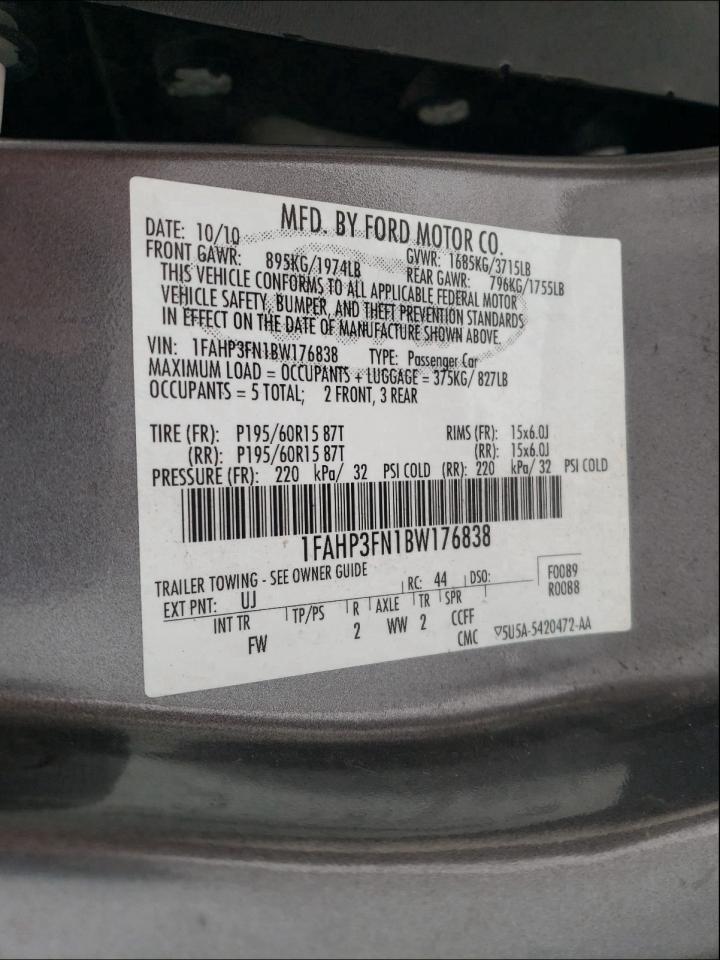 MFD. BY FORD MOTOR CO.
DATE: 10/10 GVWR: 1685KG/3715LB
FRONT GAWR: 895KG/1974LB REAR GAWR: 796KG/1755LB
THIS VEHICLE CONFORMS TO ALL APPLICABLE FEDERAL MOTOR
VEHICLE SAFETY, BUMPER, AND THEFT PREVENTION STANDARDS
IN EFFECT ON THE DATE OF MANUFACTURE SHOWN ABOVE.
VIN: 1FAHP3FN1BW176838 TYPE: Passenger Car
MAXIMUM LOAD = OCCUPANTS + LUGGAGE = 375KG/ 827LB
OCCUPANTS = 5 TOTAL; 2 FRONT, 3 REAR
TIRE (FR): P195/60R15 87T RIMS (FR): 15x6.0J
(RR): P195/60R15 87T (RR): 15x6.0J
PRESSURE (FR): 220 kPa/ 32 PSI COLD (RR): 220 kPa/ 32 PSI COLD
1FAHP3FN1BW176838
TRAILER TOWING - SEE OWNER GUIDE
EXT PNT: UJ RC: 44 DSO: F0089
R0088
INT TR TP/PS R AXLE TR SPR
FW 2 WW 2 CCFF
CMC ▽5U5A-5420472-AA